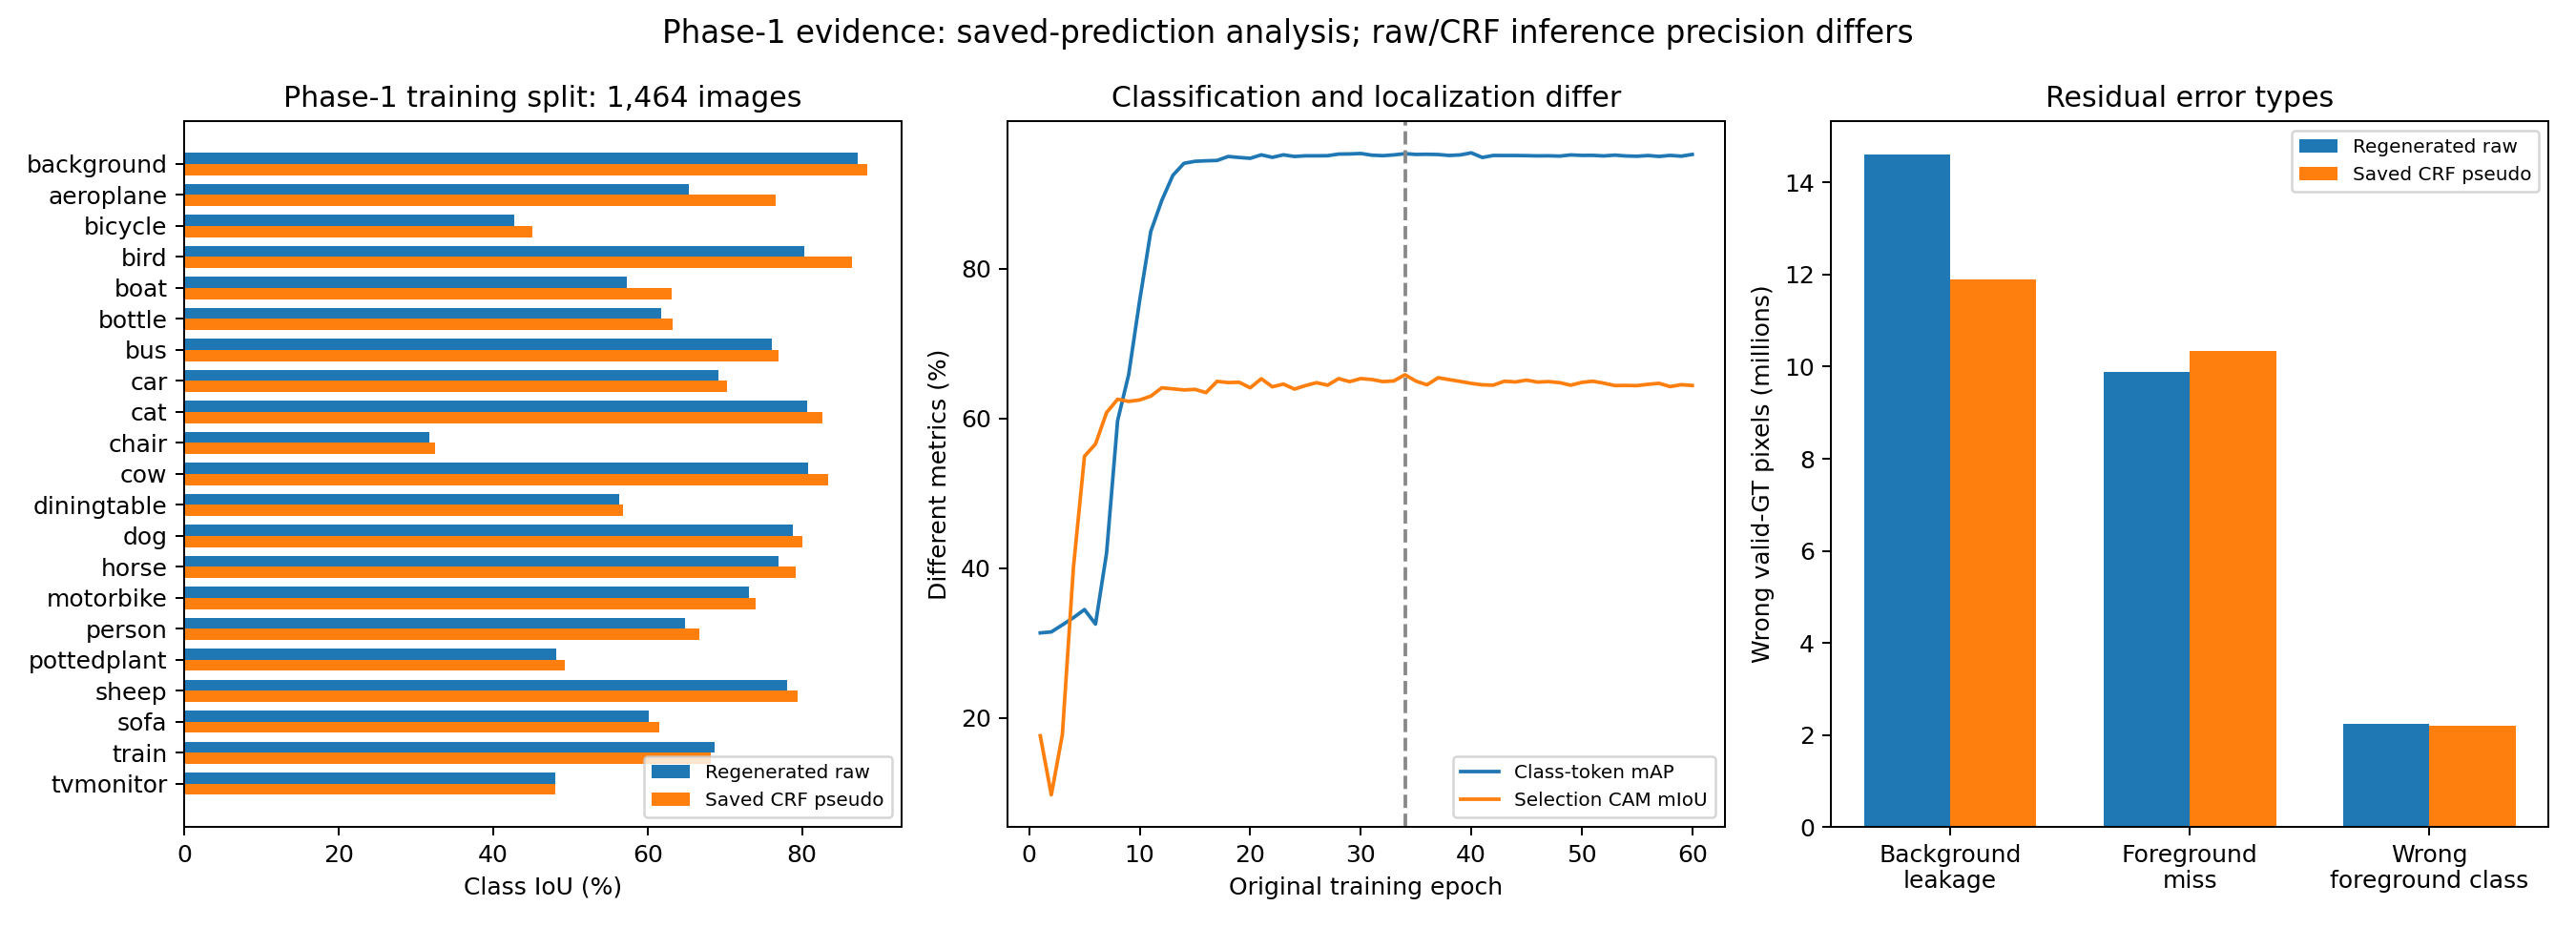 Phase-1 evidence: saved-prediction analysis; raw/CRF inference precision differs
Phase-1 training split: 1,464 images
background
aeroplane
bicycle
bird
boat
bottle
bus
car
cat
chair
cow
diningtable
dog
horse
motorbike
person
pottedplant
sheep
sofa
train
tvmonitor
Regenerated raw
Saved CRF pseudo
0 20 40 60 80
Class IoU (%)
Classification and localization differ
Different metrics (%)
80
60
40
20
Class-token mAP
Selection CAM mIoU
0 10 20 30 40 50 60
Original training epoch
Residual error types
Wrong valid-GT pixels (millions)
14
12
10
8
6
4
2
0
Regenerated raw
Saved CRF pseudo
Background
leakage
Foreground
miss
Wrong
foreground class